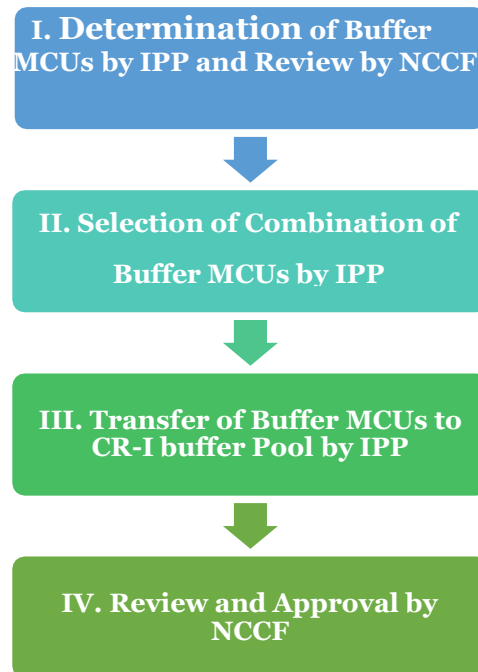 I. Determination of Buffer
MCUs by IPP and Review by NCCF
II. Selection of Combination of
Buffer MCUs by IPP
III. Transfer of Buffer MCUs to
CR-I buffer Pool by IPP
IV. Review and Approval by
NCCF